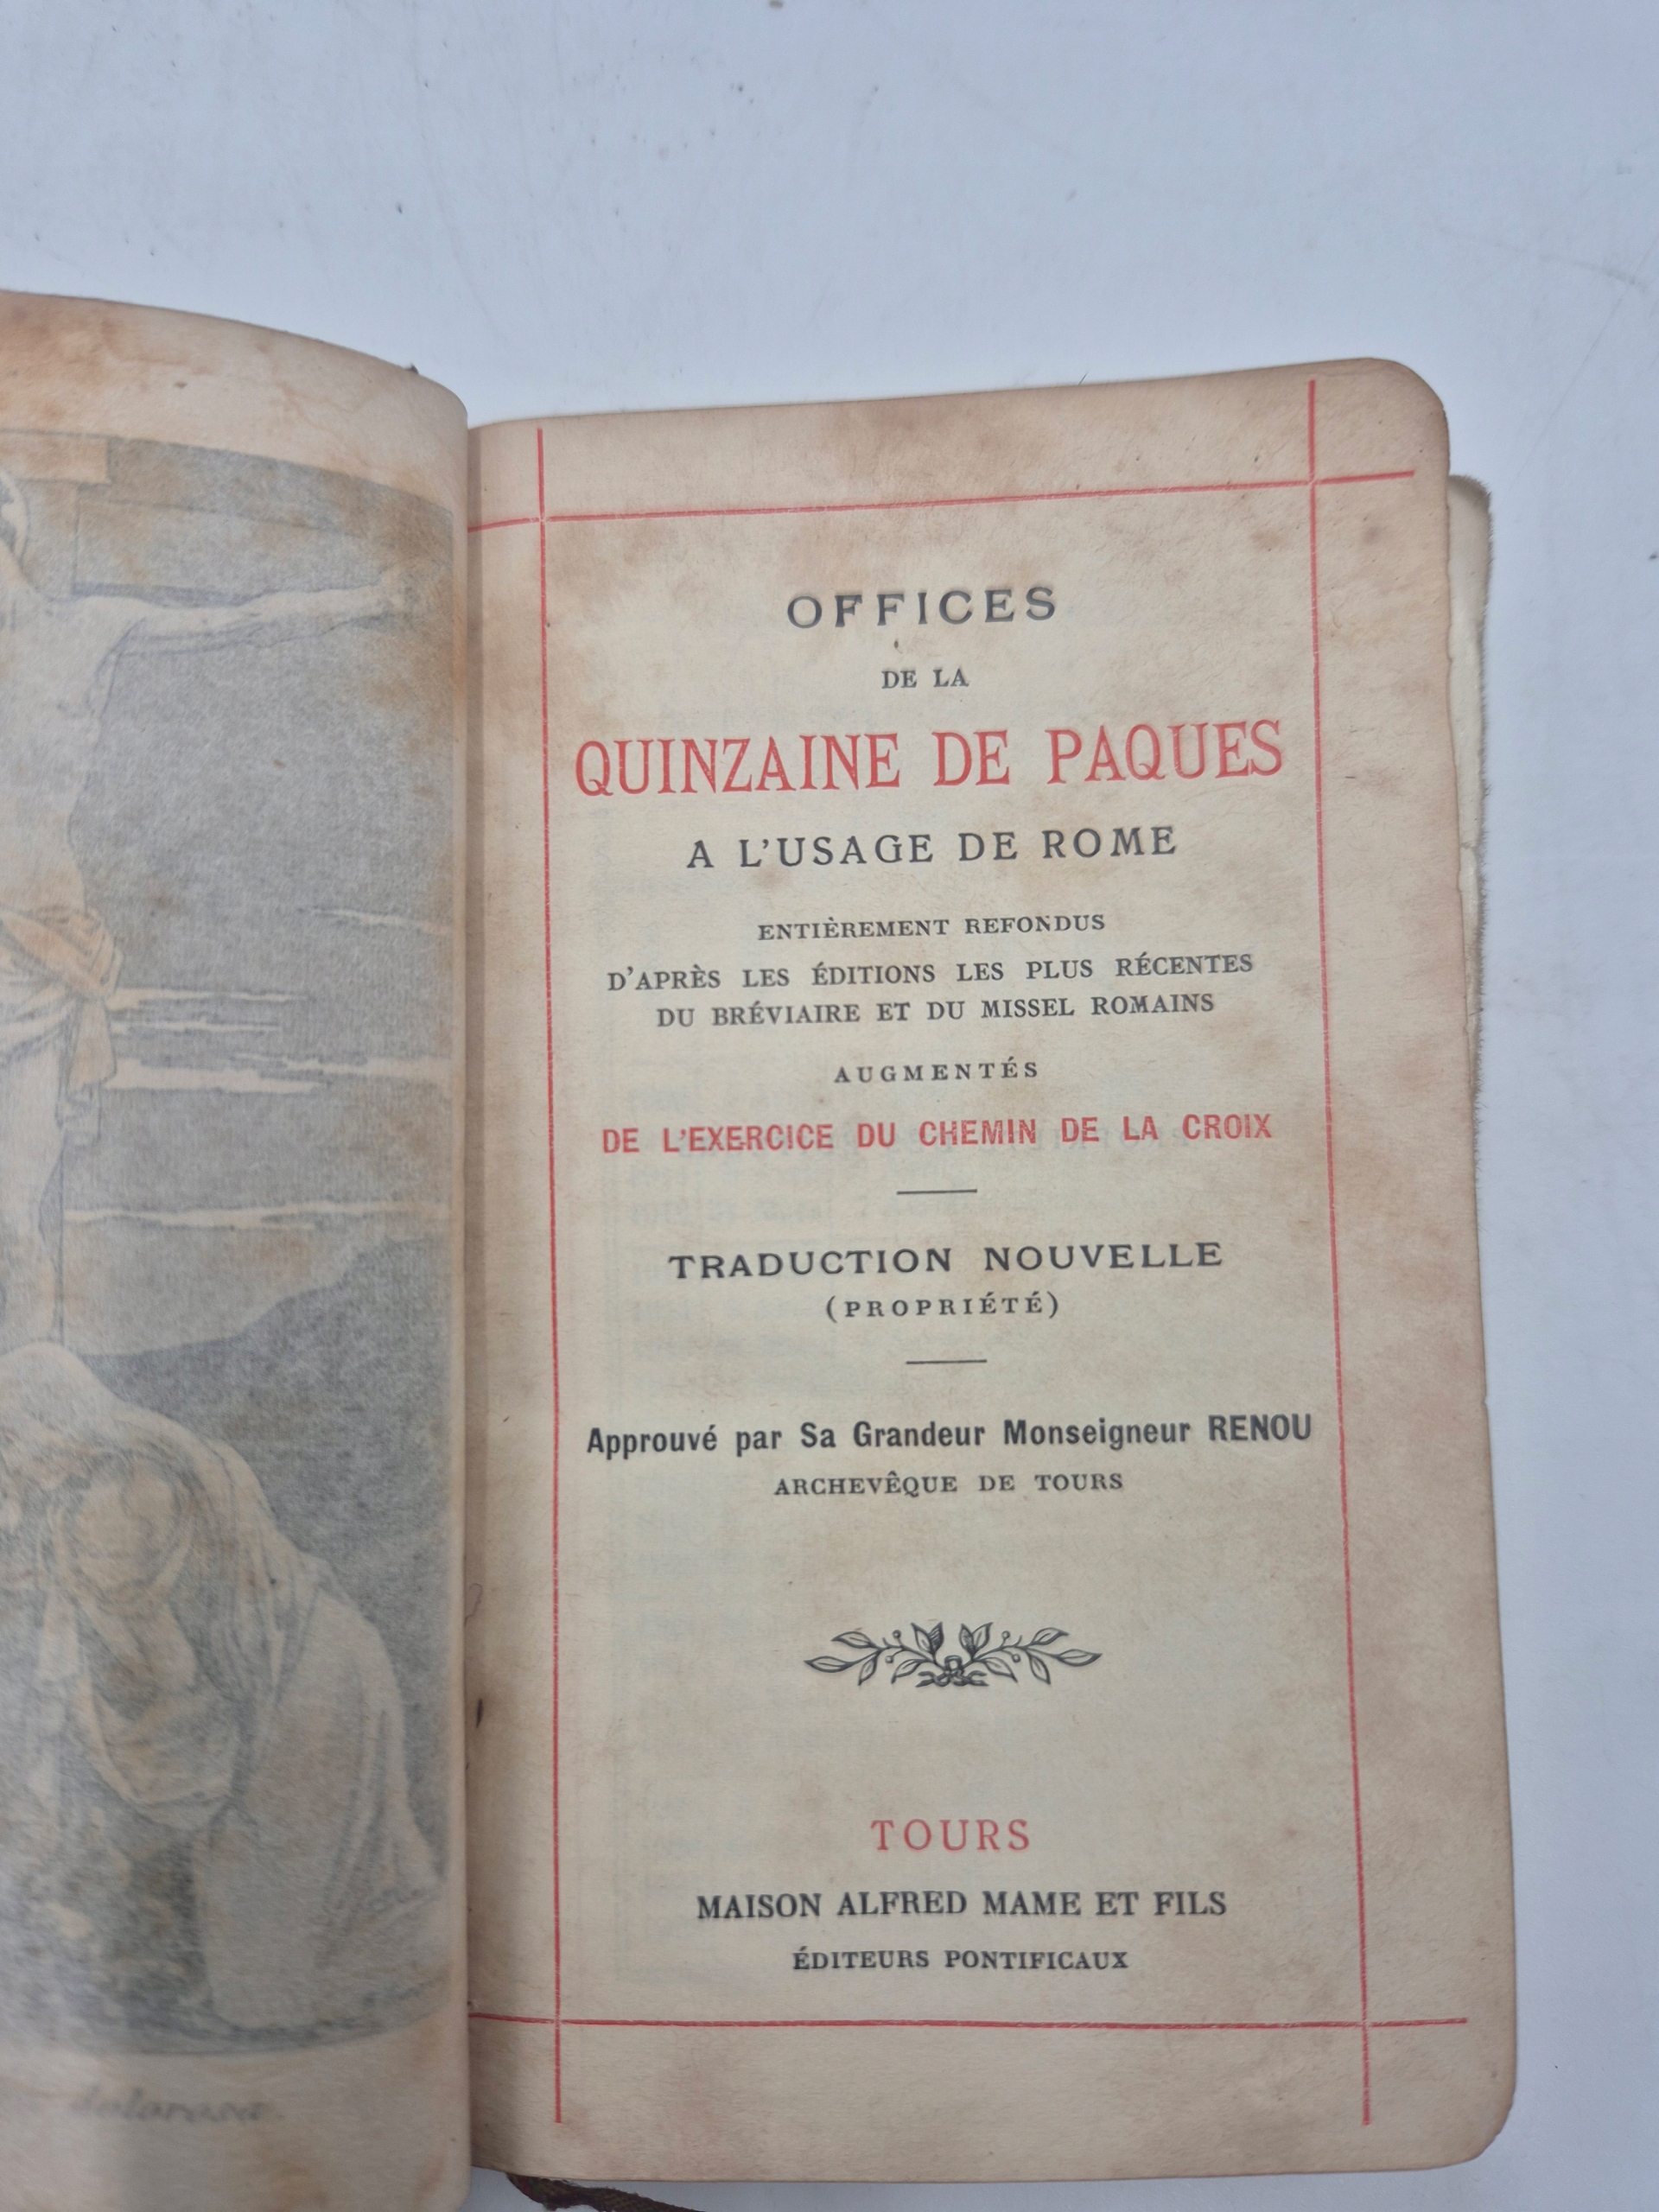 dolorosa
OFFICES
DE LA
QUINZAINE DE PAQUES
A L'USAGE DE ROME
ENTIÈREMENT REFONDUS
D'APRÈS LES ÉDITIONS LES PLUS RÉCENTES
DU BRÉVIAIRE ET DU MISSEL ROMAINS
AUGMENTÉS
DE L'EXERCICE DU CHEMIN DE LA CROIX
TRADUCTION NOUVELLE
(PROPRIÉTÉ)
Approuvé par Sa Grandeur Monseigneur RENOU
ARCHEVÊQUE DE TOURS
TOURS
MAISON ALFRED MAME ET FILS
ÉDITEURS PONTIFICAUX